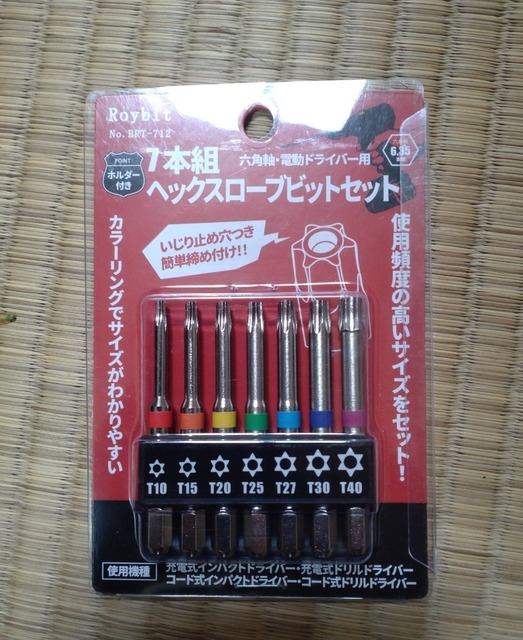 Roybit
No.BRT-712
POINT
ホルダー
付き
7本組
六角軸・電動ドライバー用
6.35
ヘックスローブビットセット
いじり止め穴つき
簡単締め付け!!
使用頻度の高いサイズをセット!
カラーリングでサイズがわかりやすい
T10 T15 T20 T25 T27 T30 T40
使用機種
充電式インパクトドライバー・充電式ドリルドライバー
コード式インパクトドライバー・コード式ドリルドライバー